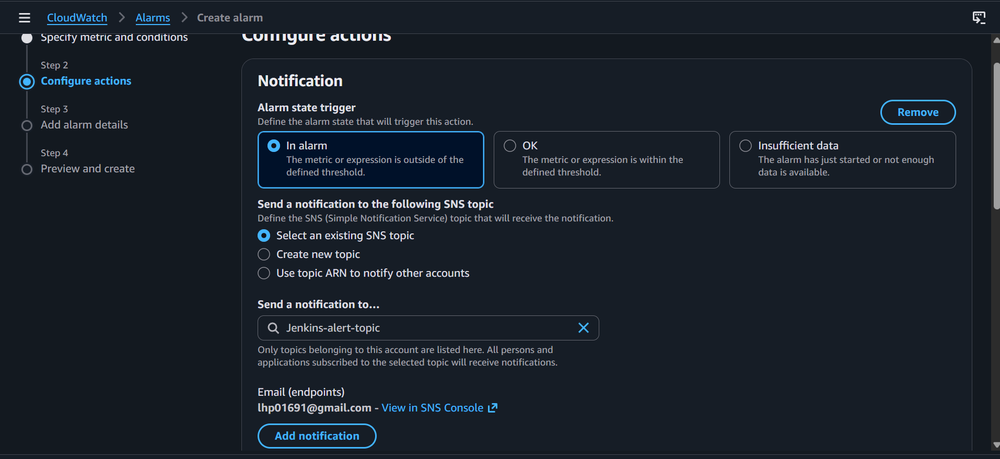 CloudWatch > Alarms > Create alarm
Specify metric and conditions
Step 2
Configure actions
Step 3
Add alarm details
Step 4
Preview and create
Configure actions
Notification
Alarm state trigger
Define the alarm state that will trigger this action.
Remove
In alarm
The metric or expression is outside of the
defined threshold.
OK
The metric or expression is within the
defined threshold.
Insufficient data
The alarm has just started or not enough
data is available.
Send a notification to the following SNS topic
Define the SNS (Simple Notification Service) topic that will receive the notification.
Select an existing SNS topic
Create new topic
Use topic ARN to notify other accounts
Send a notification to...
Jenkins-alert-topic
Only topics belonging to this account are listed here. All persons and
applications subscribed to the selected topic will receive notifications.
Email (endpoints)
lhp01691@gmail.com - View in SNS Console
Add notification